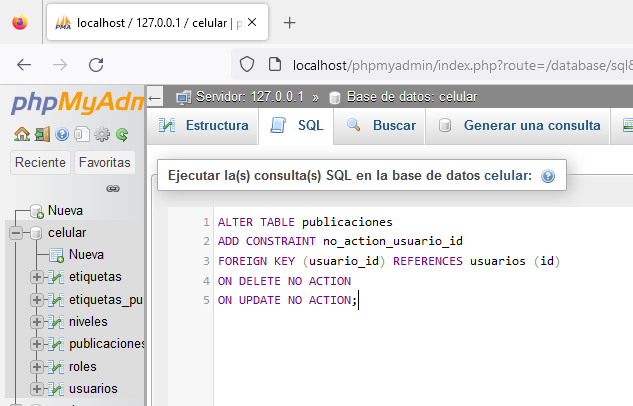 localhost / 127.0.0.1 / celular | p
localhost/phpmyadmin/index.php?route=/database/sql&
phpMyAdm
Servidor: 127.0.0.1 » Base de datos: celular
Estructura SQL Buscar Generar una consulta
Reciente Favoritas
Ejecutar la(s) consulta(s) SQL en la base de datos celular:
Nueva
celular
Nueva
etiquetas
etiquetas_pu
niveles
publicaciones
roles
usuarios
1 ALTER TABLE publicaciones
2 ADD CONSTRAINT no_action_usuario_id
3 FOREIGN KEY (usuario_id) REFERENCES usuarios (id)
4 ON DELETE NO ACTION
5 ON UPDATE NO ACTION;